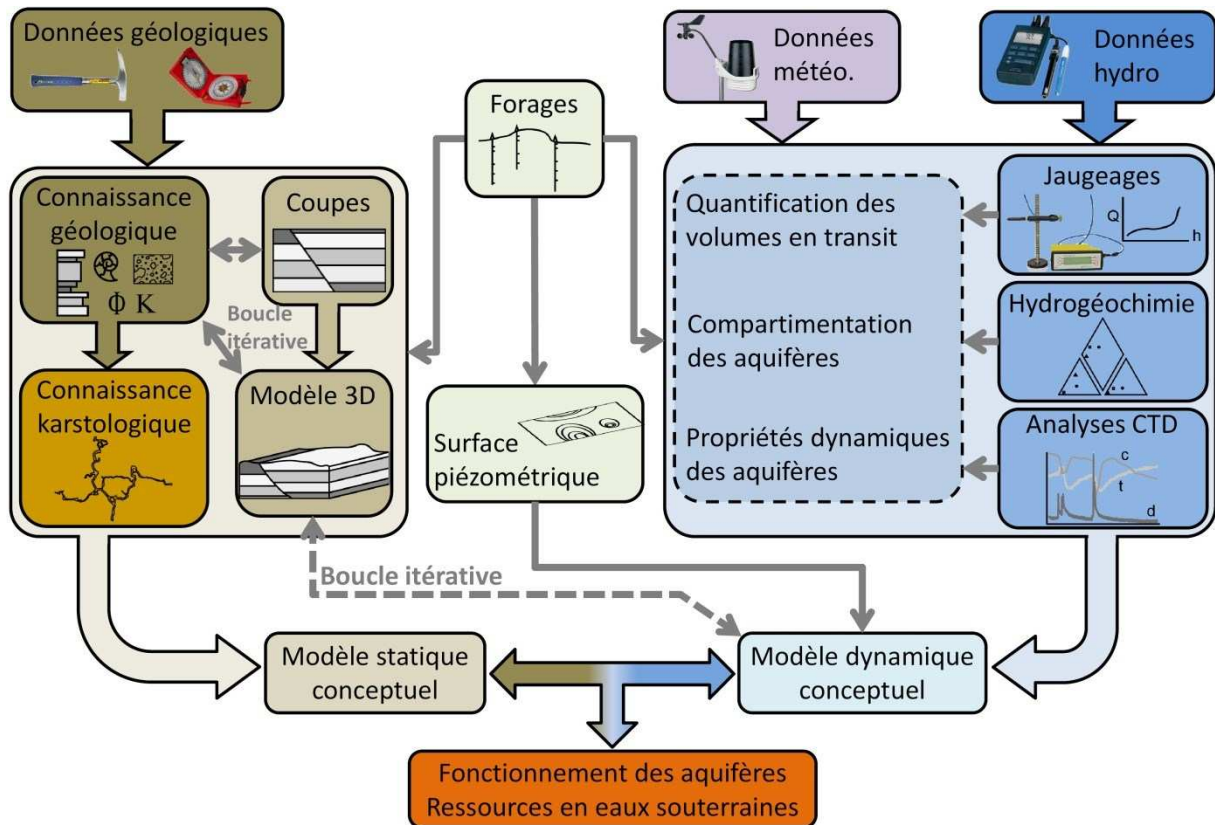 Données géologiques
Forages
Données
météo.
Données
hydro
Connaissance
géologique
Φ K
Coupes
Boucle
itérative
Connaissance
karstologique
Modèle 3D
Surface
piézométrique
Quantification des
volumes en transit
Compartimentation
des aquifères
Propriétés dynamiques
des aquifères
Jaugeages
Q
h
Hydrogéochimie
Analyses CTD
c
t
d
Boucle itérative
Modèle statique
conceptuel
Modèle dynamique
conceptuel
Fonctionnement des aquifères
Ressources en eaux souterraines